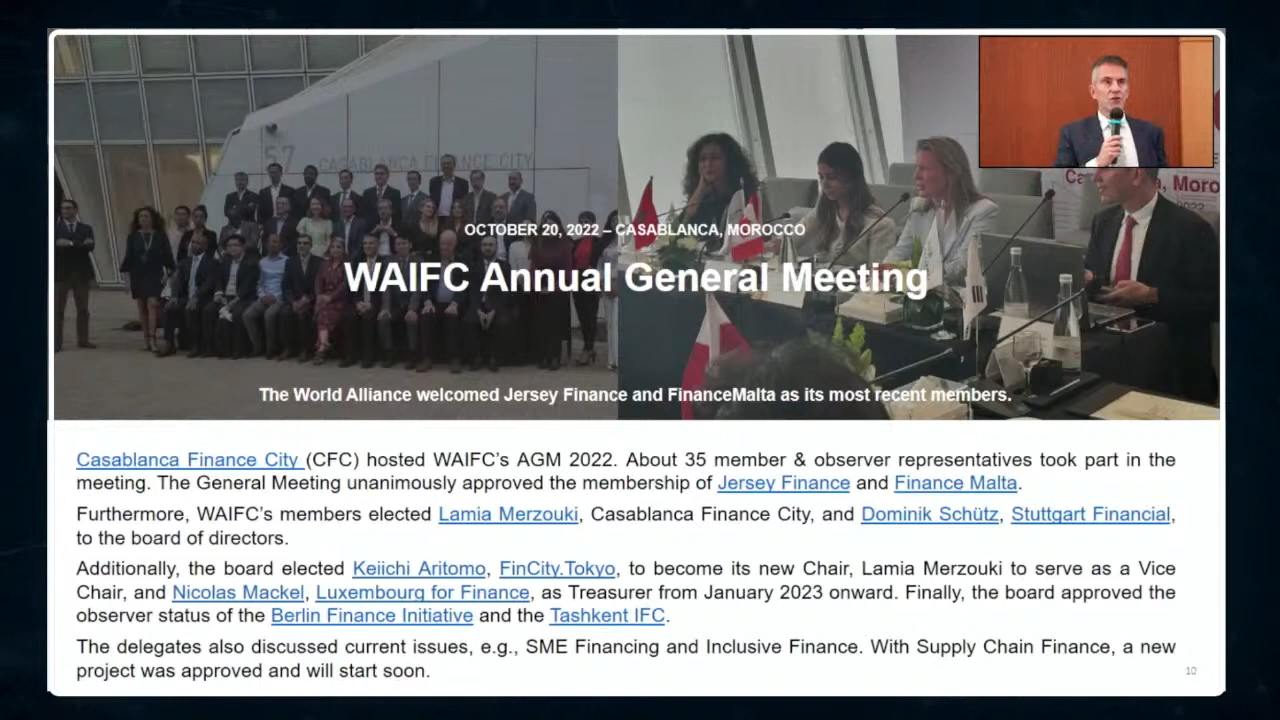 57 CASABLANCA FINANCE CITY
Moro
2022
OCTOBER 20, 2022 – CASABLANCA, MOROCCO
WAIFC Annual General Meeting
The World Alliance welcomed Jersey Finance and FinanceMalta as its most recent members.
Casablanca Finance City (CFC) hosted WAIFC's AGM 2022. About 35 member & observer representatives took part in the
meeting. The General Meeting unanimously approved the membership of Jersey Finance and Finance Malta.
Furthermore, WAIFC's members elected Lamia Merzouki, Casablanca Finance City, and Dominik Schütz, Stuttgart Financial,
to the board of directors.
Additionally, the board elected Keiichi Aritomo, FinCity.Tokyo, to become its new Chair, Lamia Merzouki to serve as a Vice
Chair, and Nicolas Mackel, Luxembourg for Finance, as Treasurer from January 2023 onward. Finally, the board approved the
observer status of the Berlin Finance Initiative and the Tashkent IFC.
The delegates also discussed current issues, e.g., SME Financing and Inclusive Finance. With Supply Chain Finance, a new
project was approved and will start soon.
10